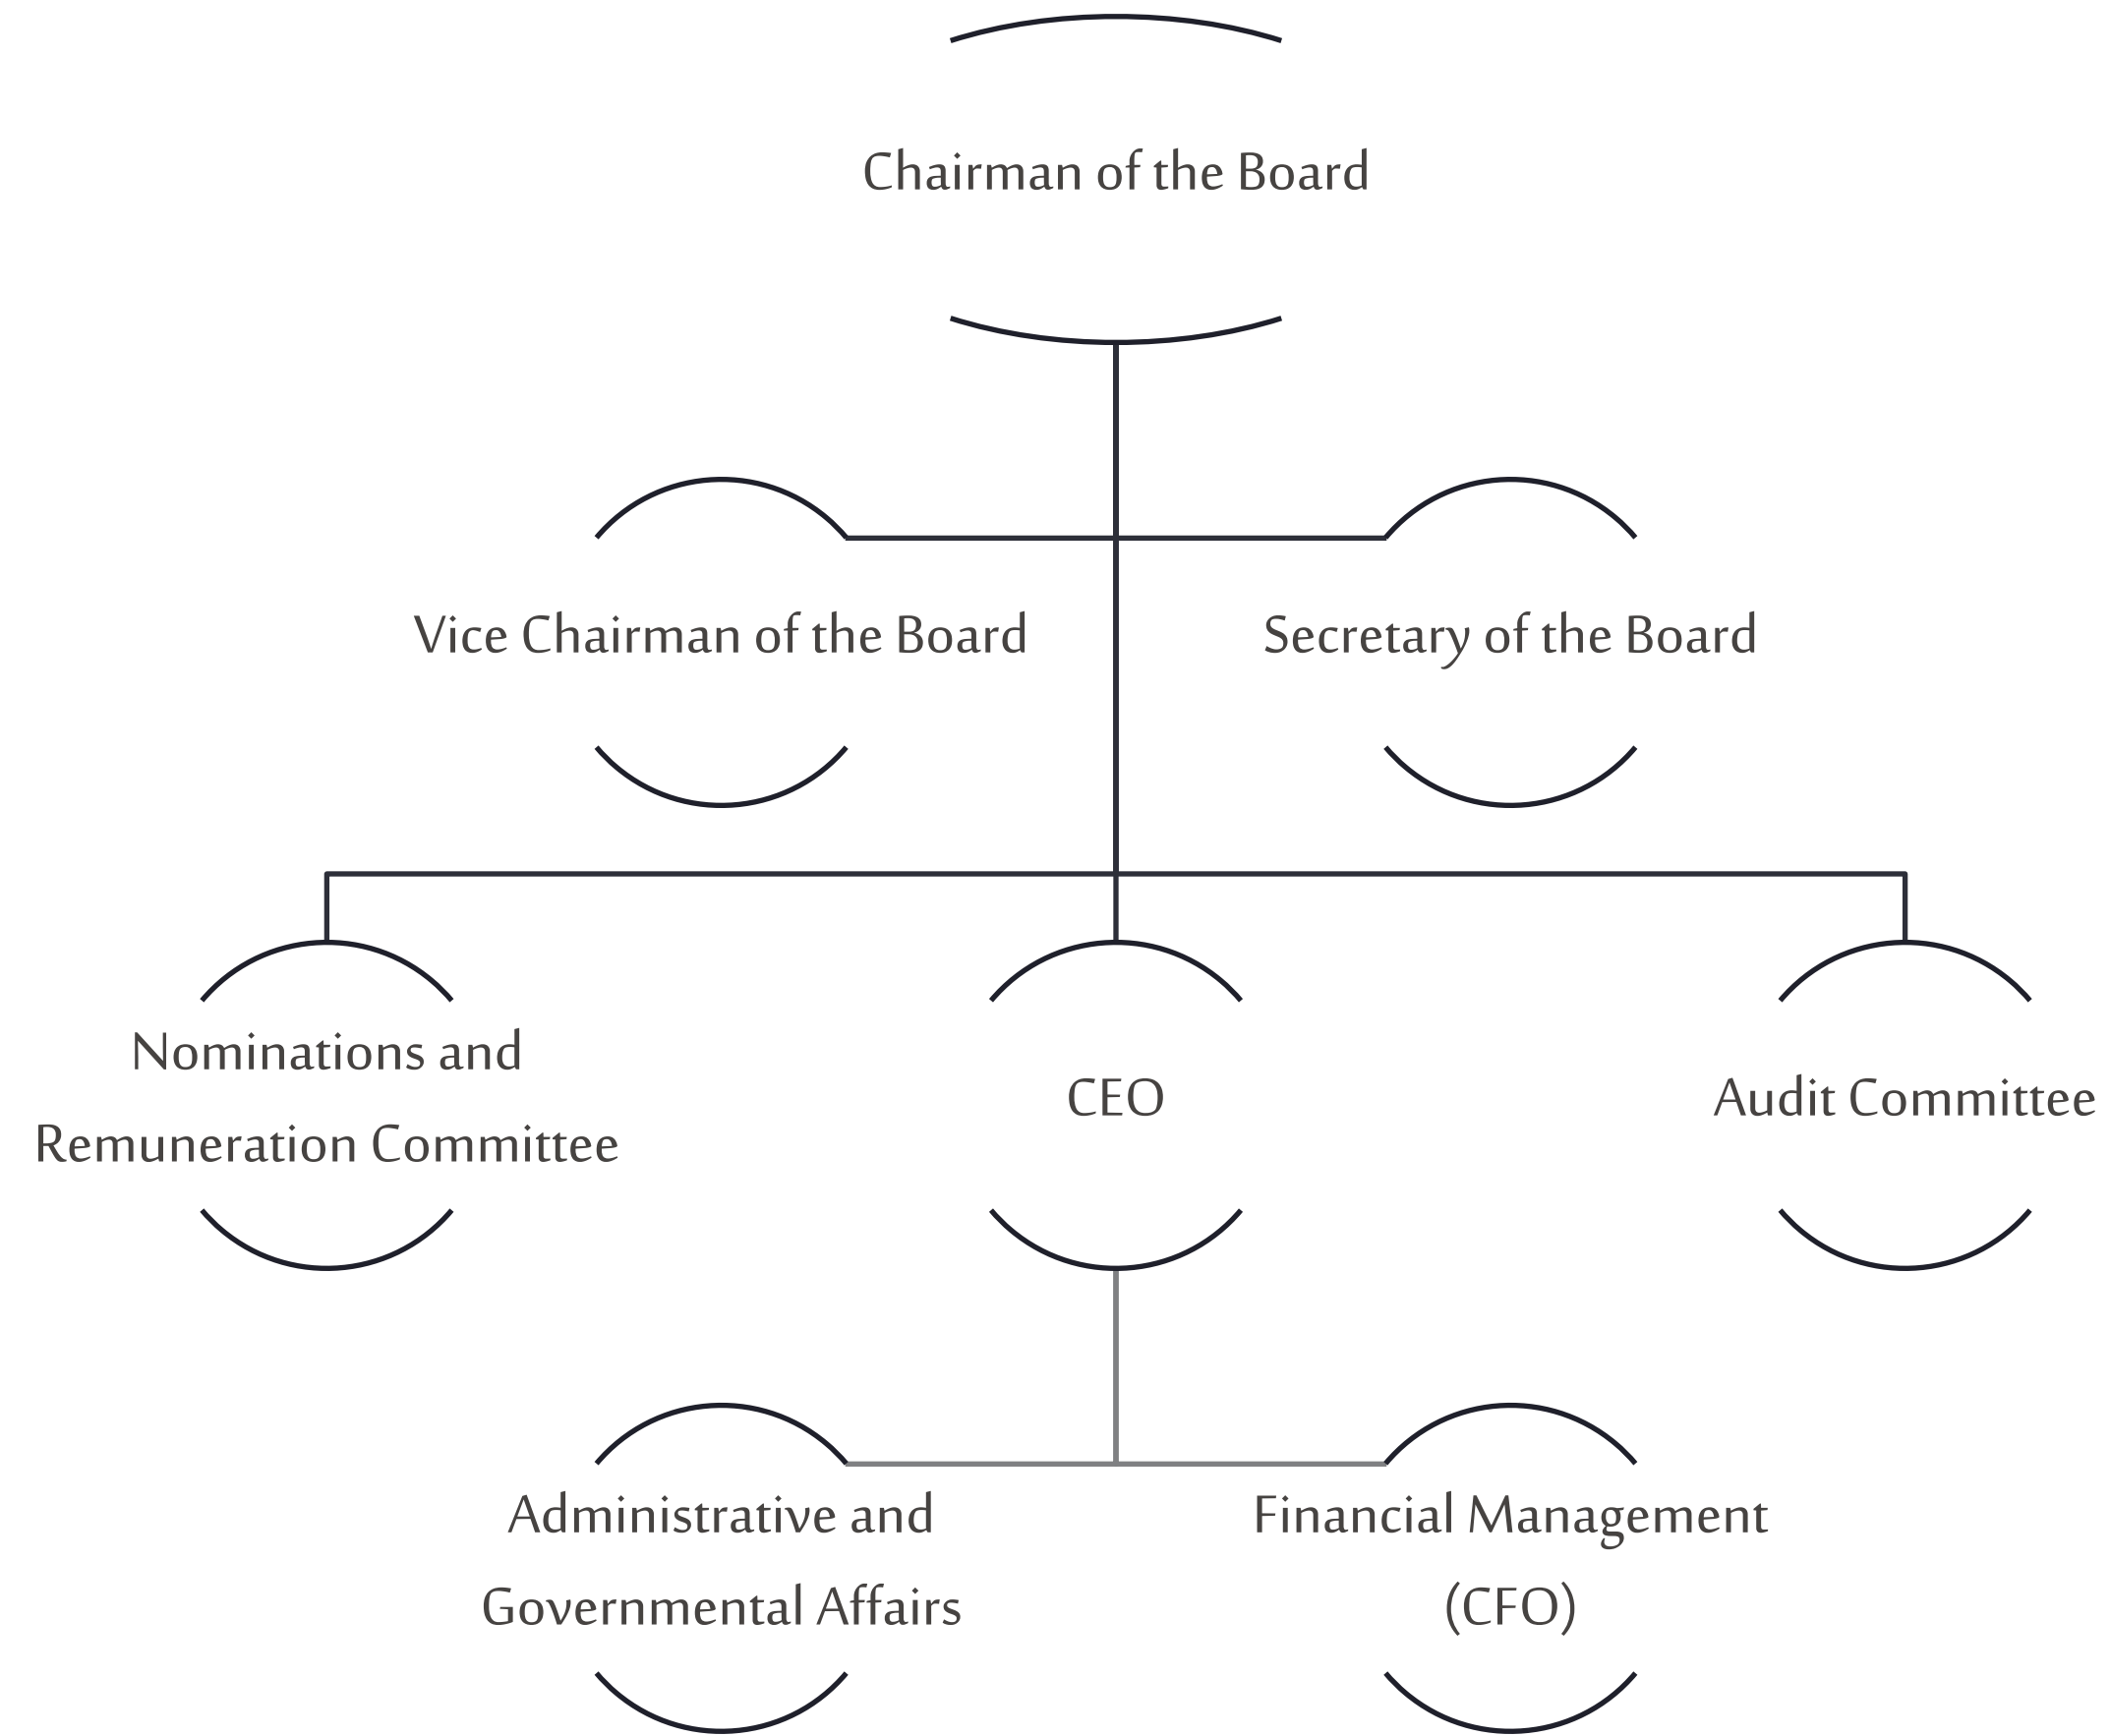 Chairman of the Board
Vice Chairman of the Board
Secretary of the Board
Nominations and
Remuneration Committee
CEO
Audit Committee
Administrative and
Governmental Affairs
Financial Management
(CFO)